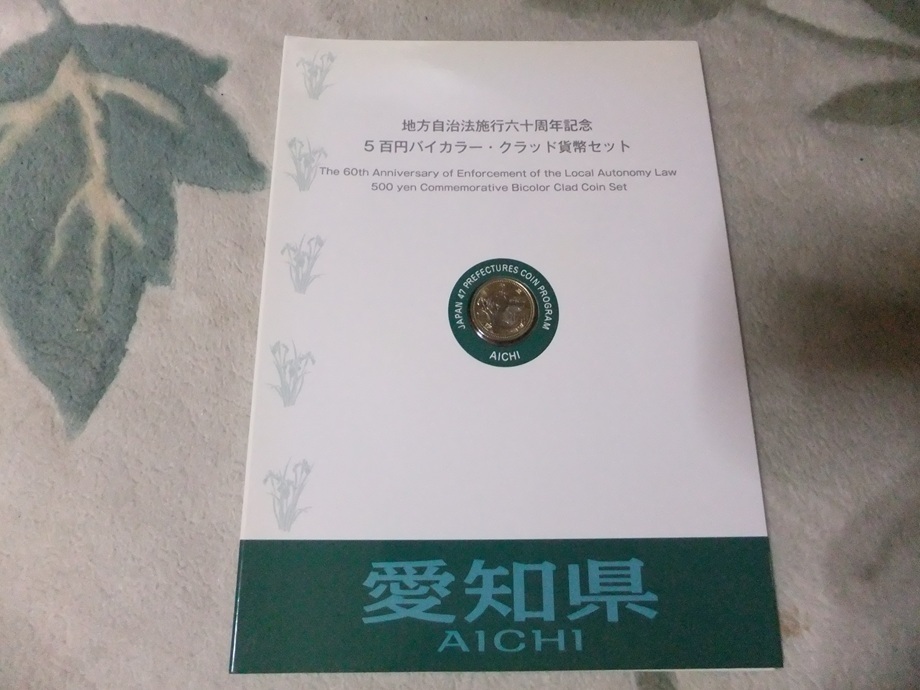 地方自治法施行六十周年記念
5百円バイカラー・クラッド貨幣セット
The 60th Anniversary of Enforcement of the Local Autonomy Law
500 yen Commemorative Bicolor Clad Coin Set
JAPAN 47 PREFECTURES COIN PROGRAM
AICHI
愛知県
AICHI